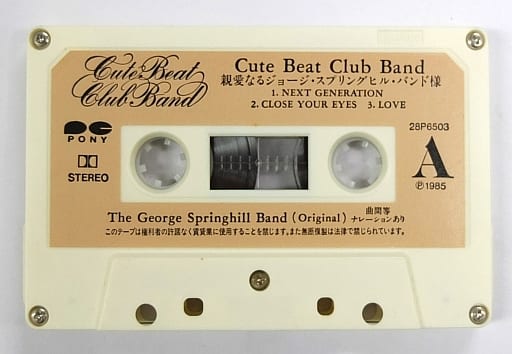 Cute Beat
Club Band
Cute Beat Club Band
親愛なるジョージ・スプリングヒル・バンド様
1. NEXT GENERATION
2. CLOSE YOUR EYES 3. LOVE
PONY
STEREO
28P6503
A
Ⓟ1985
The George Springhill Band (Original) 曲間等
ナレーションあり
このテープは権利者の許諾なく賃貸業に使用することを禁じます。また無断複製は法律で禁じられています。